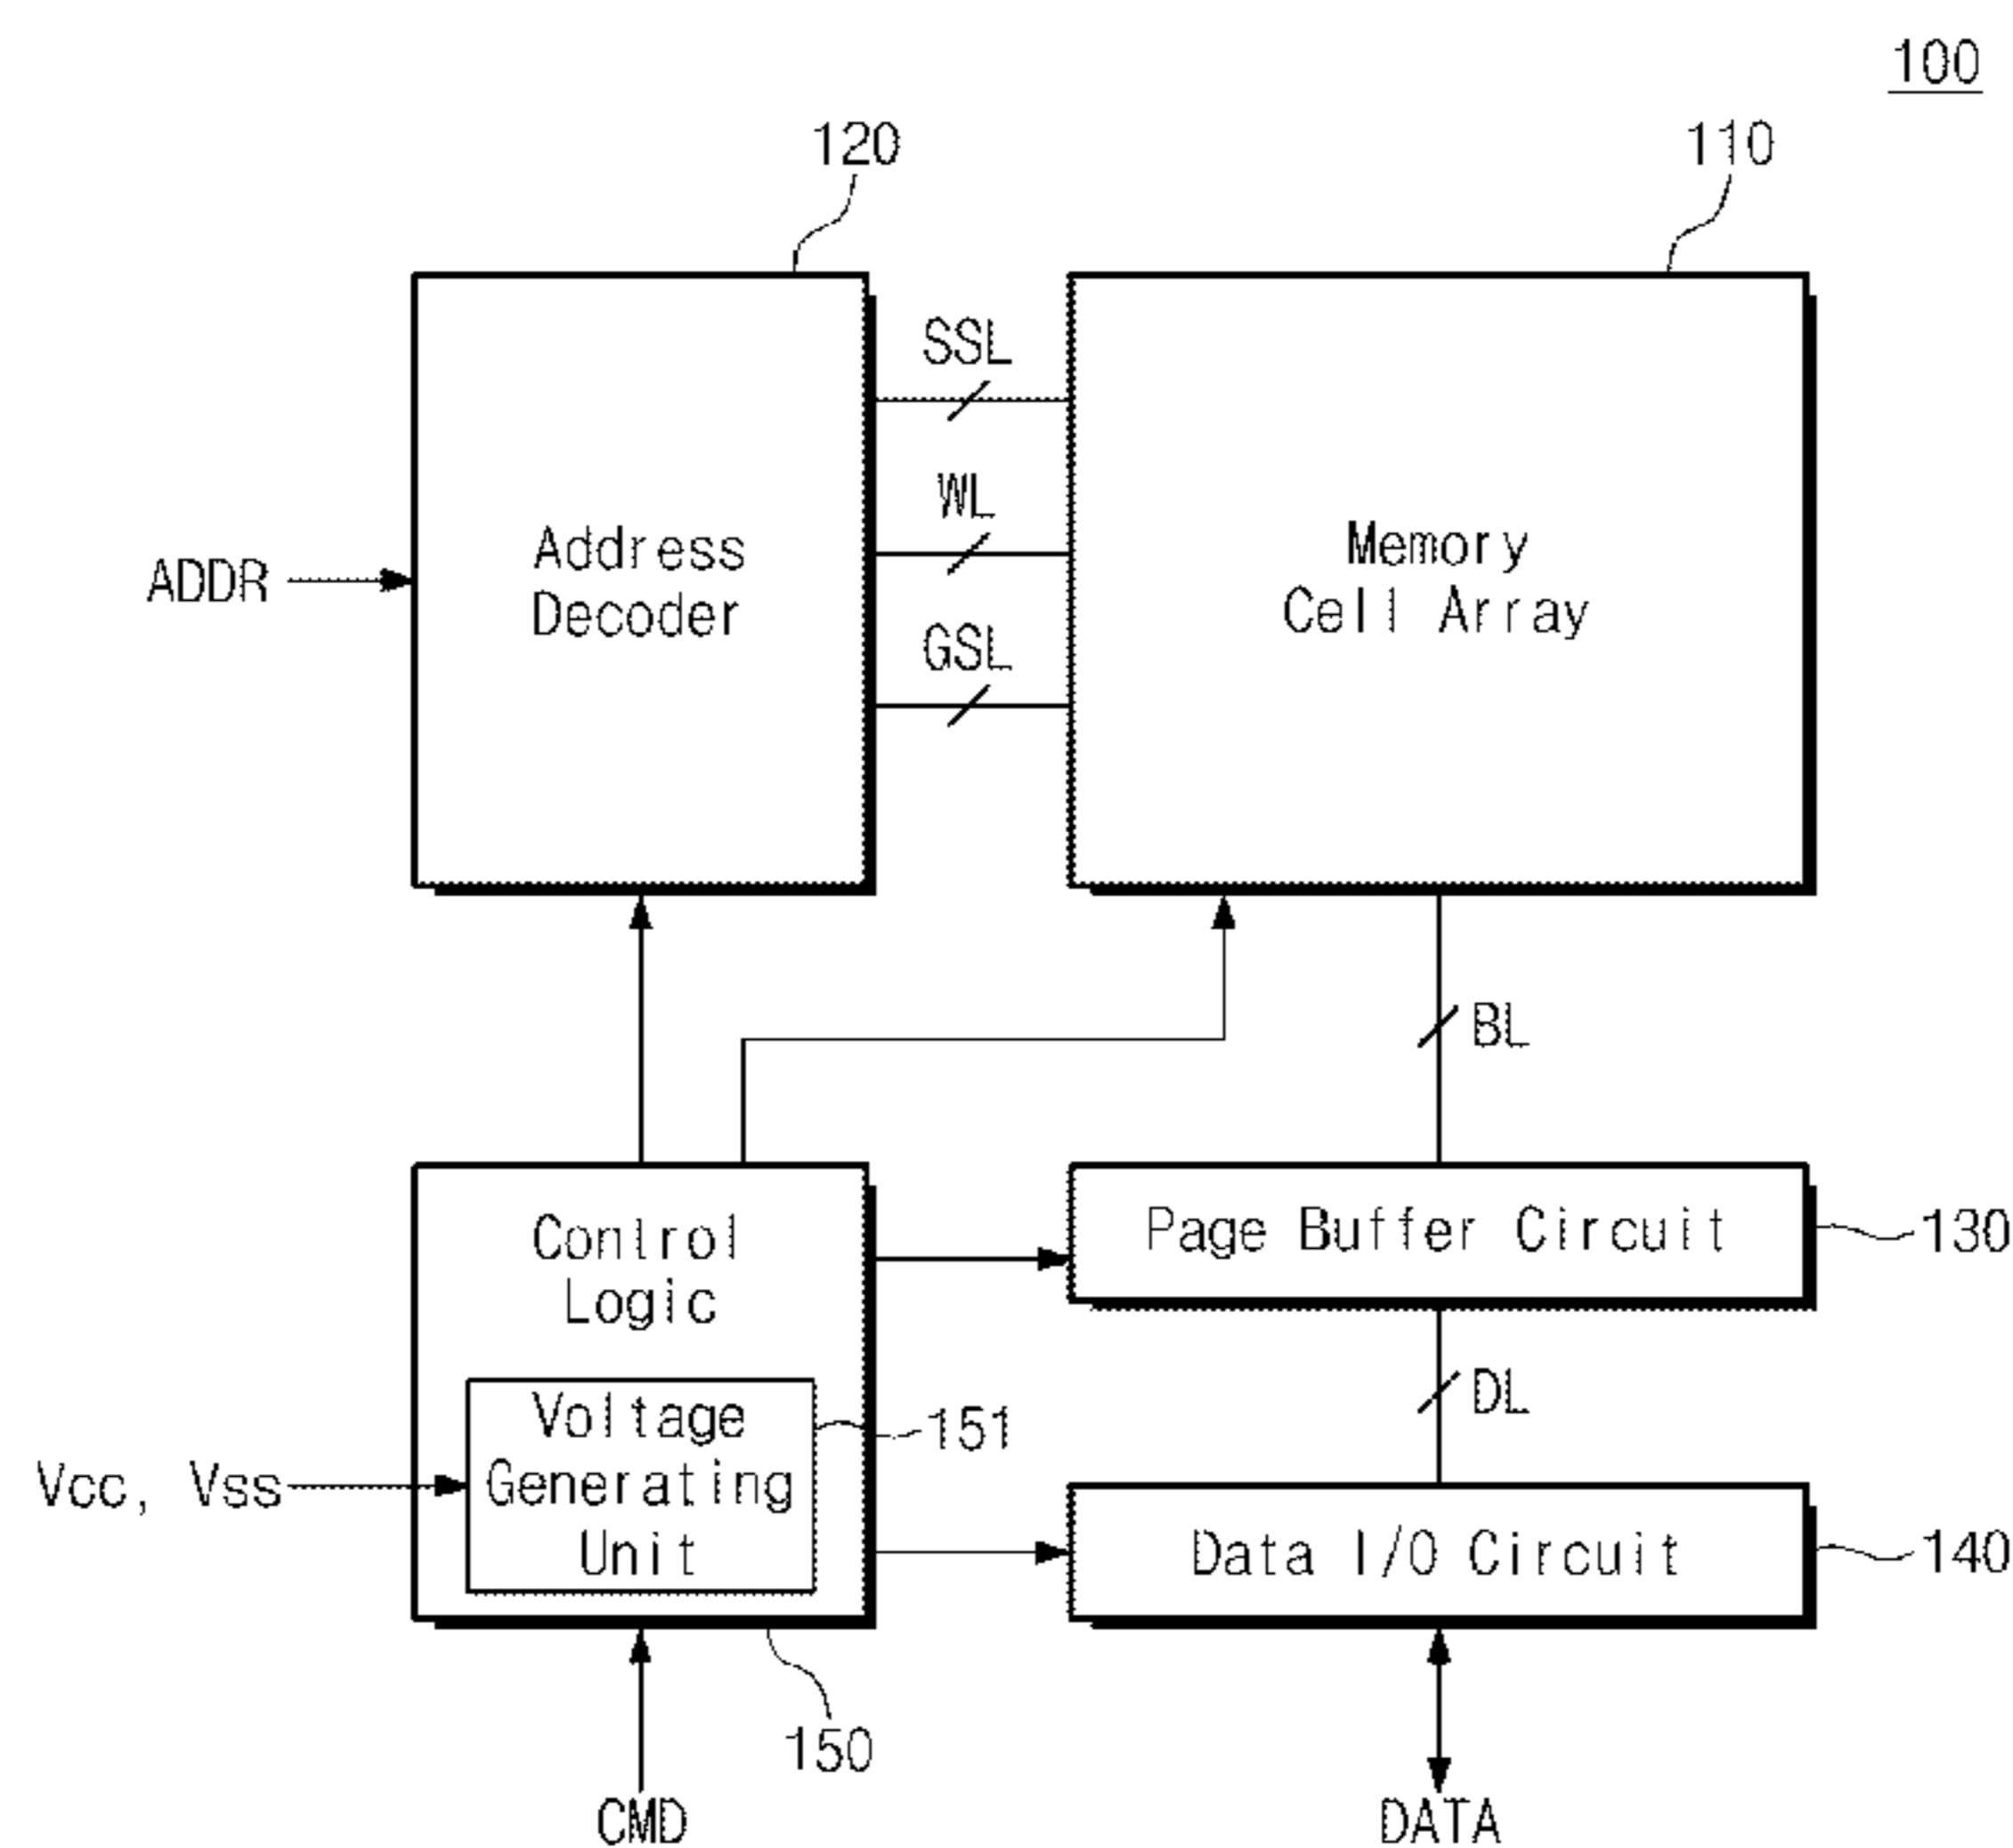 100
120
110
SSL
WL
GSL
ADDR
Address
Decoder
Memory
Cell Array
BL
Control
Logic
Page Buffer Circuit
130
DL
Voltage
Generating
Unit
151
Vcc, Vss
Data I/O Circuit
140
150
CMD
DATA